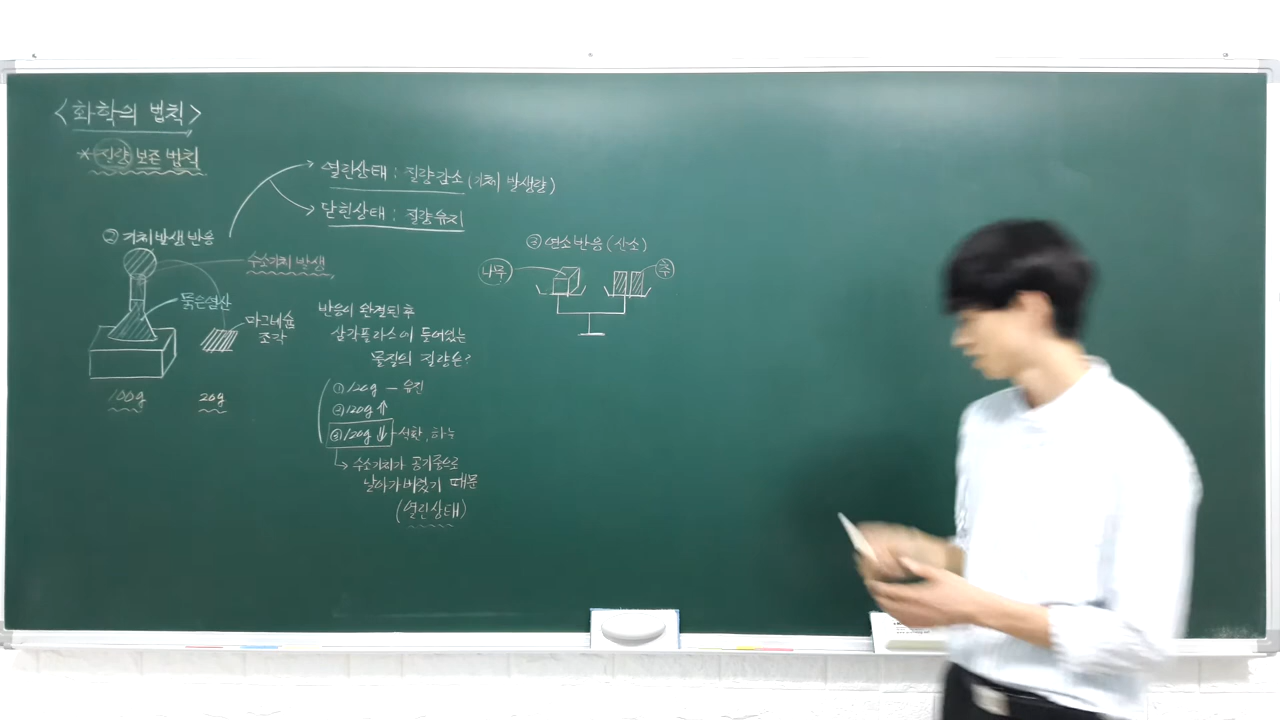 <화학의 법칙>
* 질량 보존 법칙
열린상태 : 질량감소 (기체 발생량)
닫힌상태 : 질량유지
② 기체발생 반응
수소기체 발생
묽은염산
마그네슘
조각
100g
20g
반응이 완결된 후
삼각플라스크에 들어있는
물질의 질량은?
① 120g -
② 120g ↑
③ 120g ↓
↳ 수소기체가 공기중으로
날아가버렸기 때문
(열린상태)
③ 연소반응 (산소)
나무
추